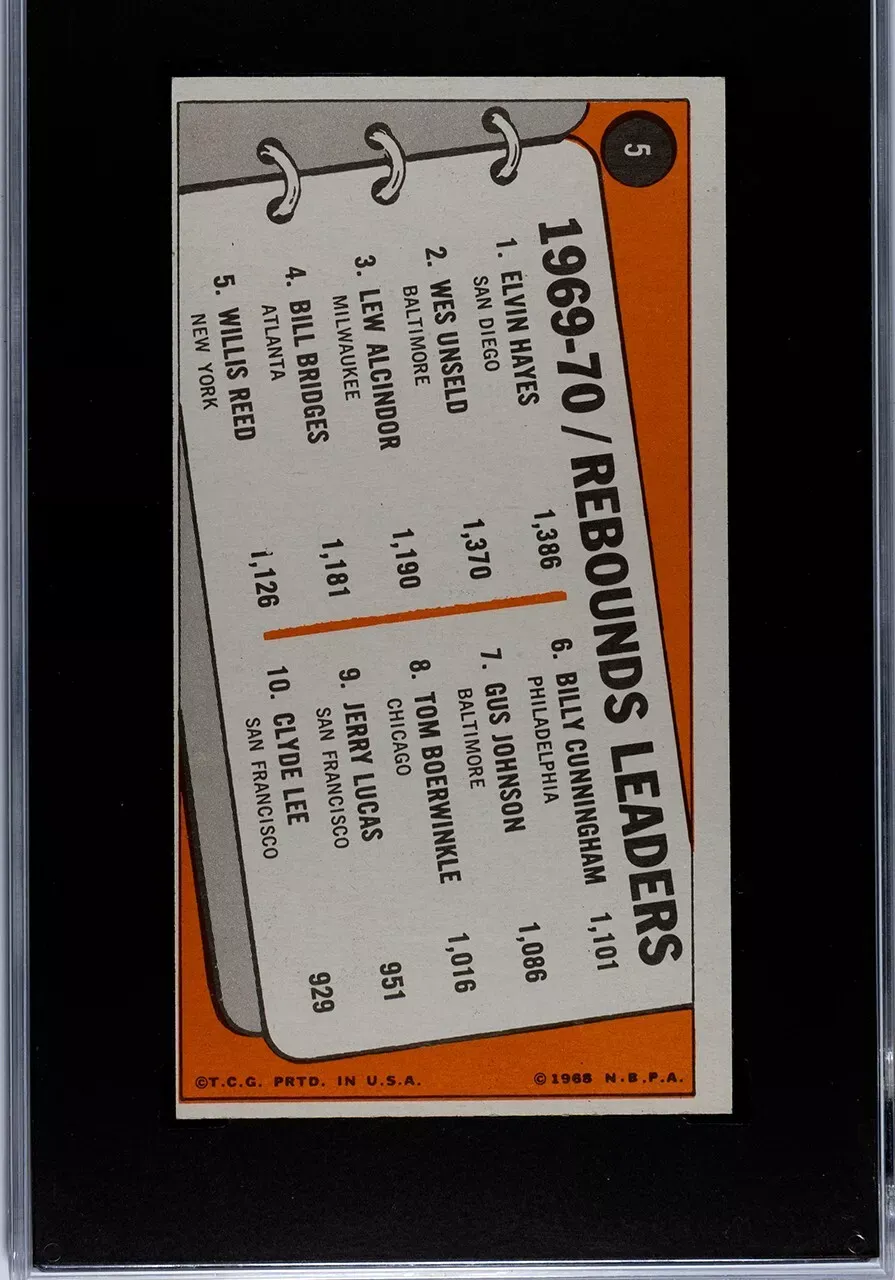 5
1969-70/REBOUNDS LEADERS
1. ELVIN HAYES 1,386
SAN DIEGO
2. WES UNSELD 1,370
BALTIMORE
3. LEW ALCINDOR 1,190
MILWAUKEE
4. BILL BRIDGES 1,181
ATLANTA
5. WILLIS REED 1,126
NEW YORK
6. BILLY CUNNINGHAM 1,101
PHILADELPHIA
7. GUS JOHNSON 1,086
BALTIMORE
8. TOM BOERWINKLE 1,016
CHICAGO
9. JERRY LUCAS 951
SAN FRANCISCO
10. CLYDE LEE 929
SAN FRANCISCO
©T.C.G. PRTD. IN U.S.A.
©1968 N.B.P.A.